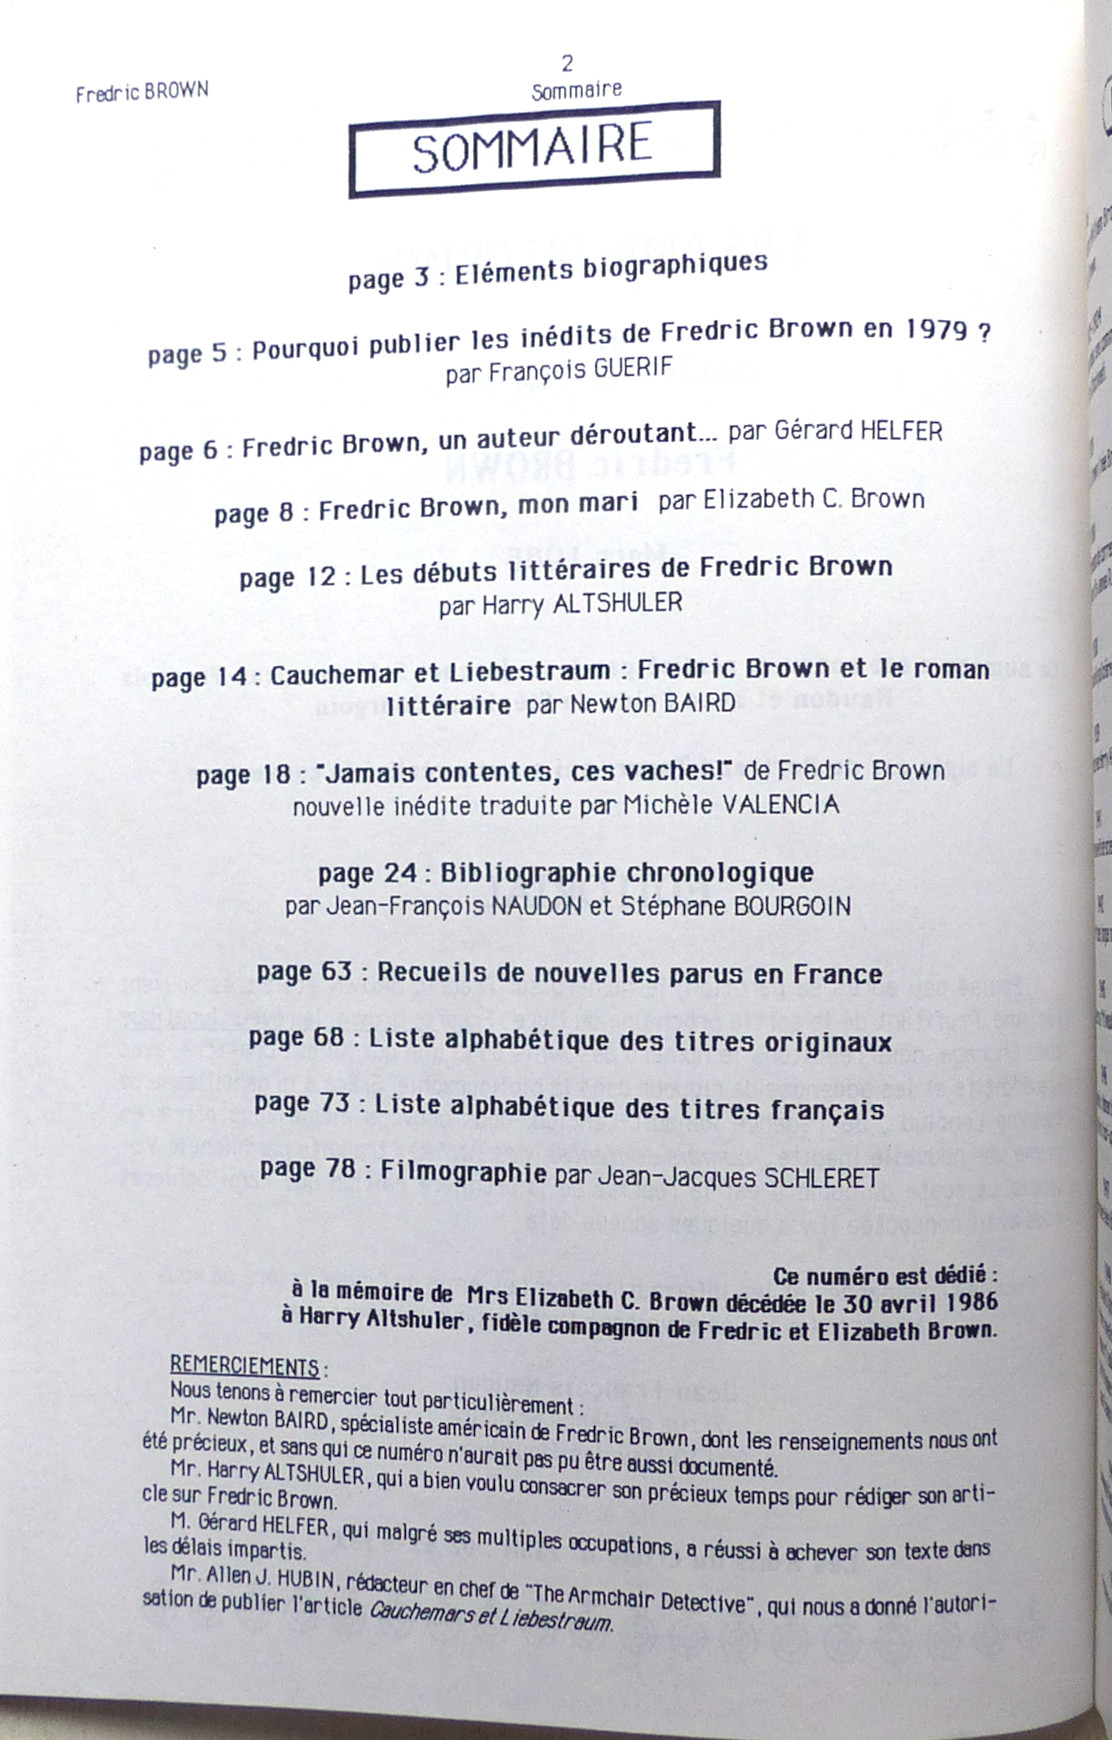 Fredric BROWN
2
Sommaire
SOMMAIRE
page 3 : Eléments biographiques
page 5 : Pourquoi publier les inédits de Fredric Brown en 1979 ?
par François GUERIF
page 6 : Fredric Brown, un auteur déroutant... par Gérard HELFER
page 8 : Fredric Brown, mon mari par Elizabeth C. Brown
page 12 : Les débuts littéraires de Fredric Brown
par Harry ALTSHULER
page 14 : Cauchemar et Liebestraum : Fredric Brown et le roman
littéraire par Newton BAIRD
page 18 : "Jamais contentes, ces vaches!" de Fredric Brown
nouvelle inédite traduite par Michèle VALENCIA
page 24 : Bibliographie chronologique
par Jean-François NAUDON et Stéphane BOURGOIN
page 63 : Recueils de nouvelles parus en France
page 68 : Liste alphabétique des titres originaux
page 73 : Liste alphabétique des titres français
page 78 : Filmographie par Jean-Jacques SCHLERET
Ce numéro est dédié :
à la mémoire de Mrs Elizabeth C. Brown décédée le 30 avril 1986
à Harry Altshuler, fidèle compagnon de Fredric et Elizabeth Brown.
REMERCIEMENTS :
Nous tenons à remercier tout particulièrement :
Mr. Newton BAIRD, spécialiste américain de Fredric Brown, dont les renseignements nous ont
été précieux, et sans qui ce numéro n'aurait pas pu être aussi documenté.
Mr. Harry ALTSHULER, qui a bien voulu consacrer son précieux temps pour rédiger son arti-
cle sur Fredric Brown.
M. Gérard HELFER, qui malgré ses multiples occupations, a réussi à achever son texte dans
les délais impartis.
Mr. Allen J. HUBIN, rédacteur en chef de "The Armchair Detective", qui nous a donné l'autori-
sation de publier l'article Cauchemars et Liebestraum.